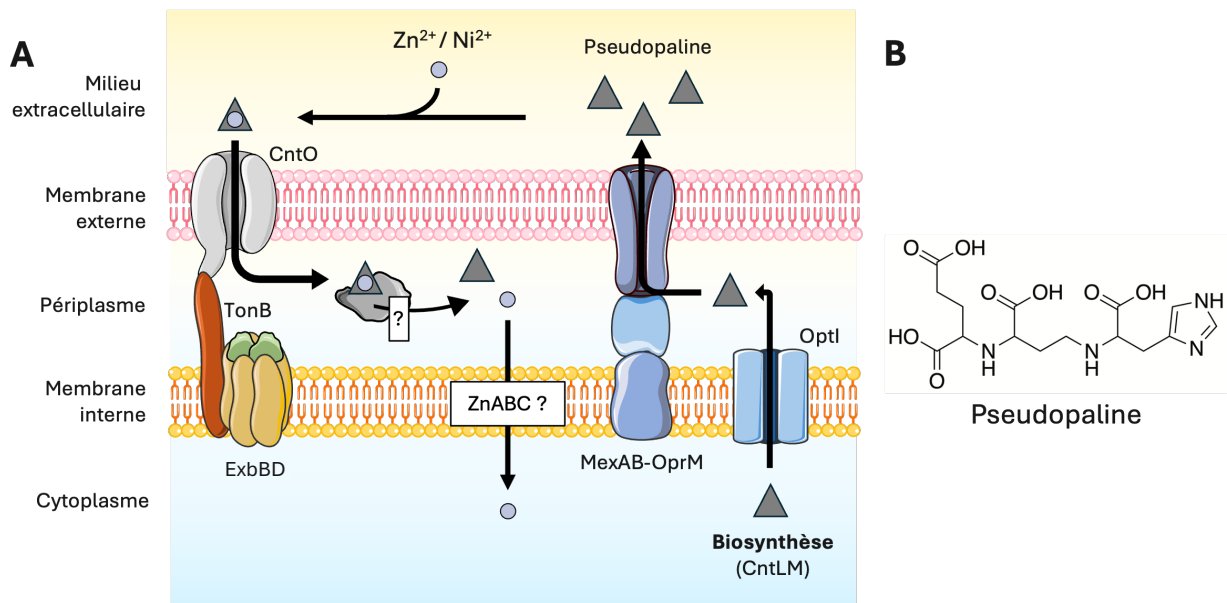 A
Zn²⁺ / Ni²⁺
Pseudopaline
B
Milieu
extracellulaire
CntO
Membrane
externe
Périplasme
TonB
?
OptI
Membrane
interne
ZnABC ?
ExbBD
MexAB-OprM
Cytoplasme
Biosynthèse
(CntLM)
O
OH
O
OH
O
OH
NH
HO
O
N
H
N
H
N
Pseudopaline